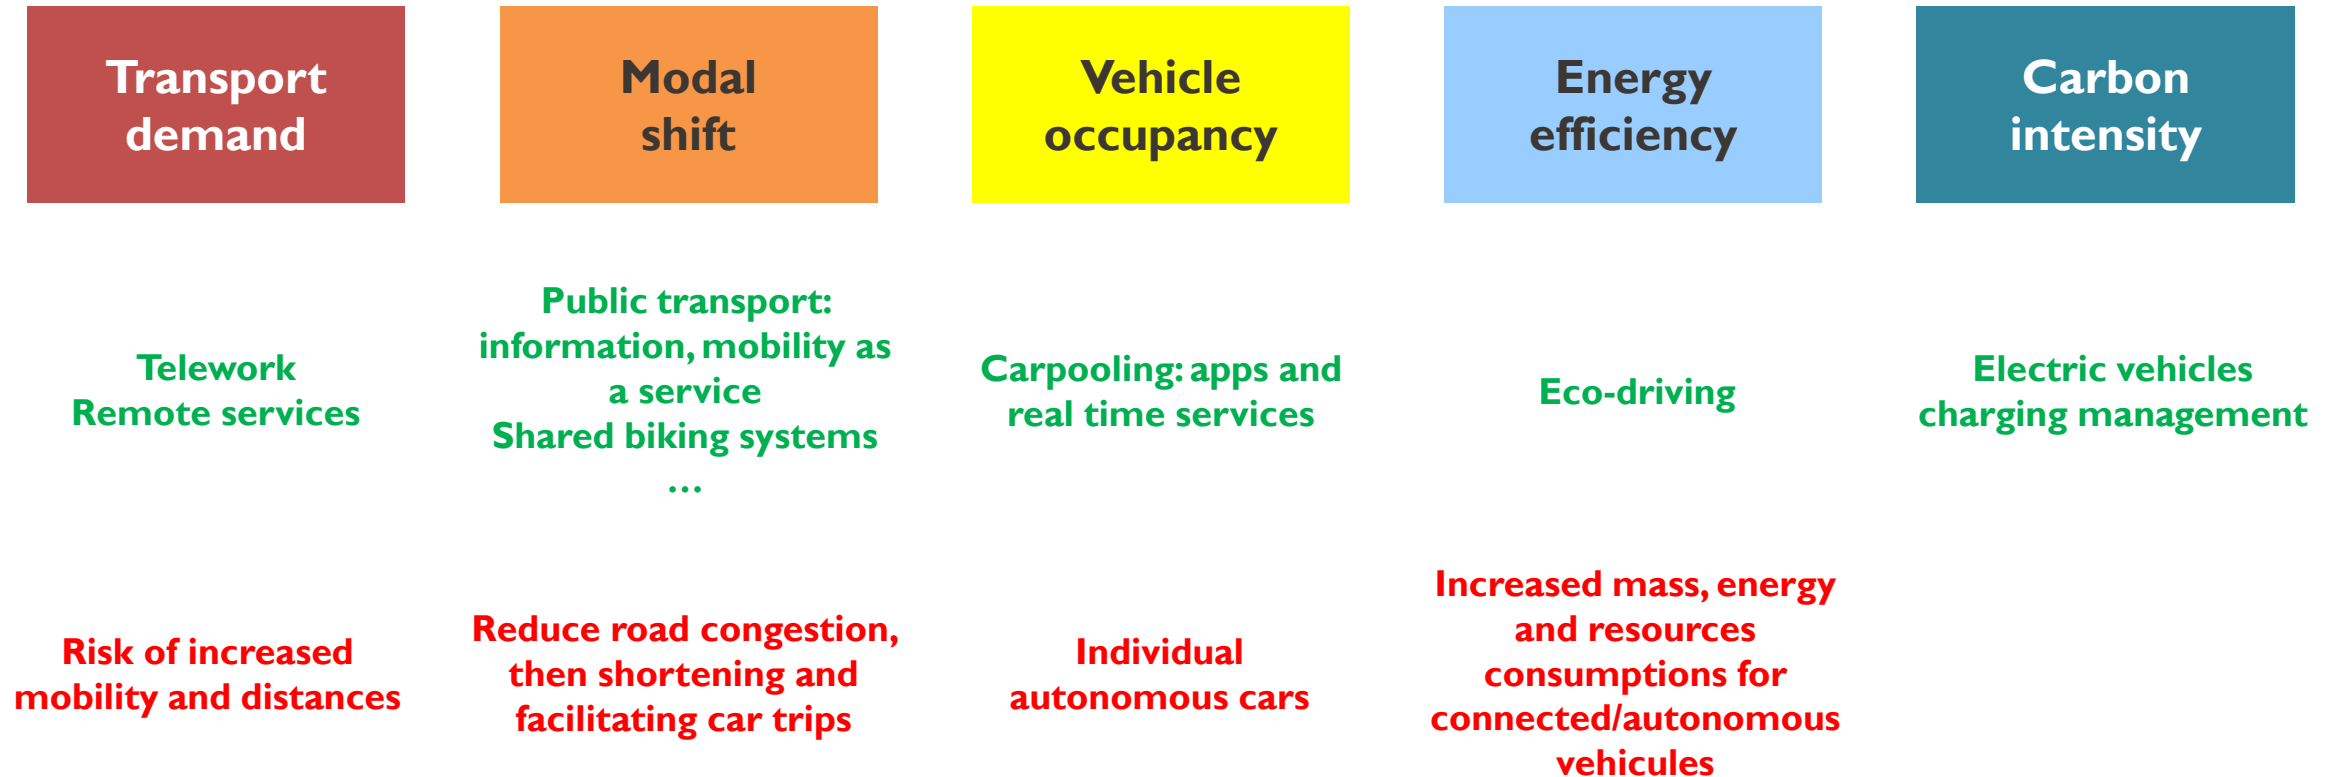 Transport
demand
Modal
shift
Vehicle
occupancy
Energy
efficiency
Carbon
intensity
Telework
Remote services
Public transport:
information, mobility as
a service
Shared biking systems
…
Carpooling: apps and
real time services
Eco-driving
Electric vehicles
charging management
Risk of increased
mobility and distances
Reduce road congestion,
then shortening and
facilitating car trips
Individual
autonomous cars
Increased mass, energy
and resources
consumptions for
connected/autonomous
vehicules